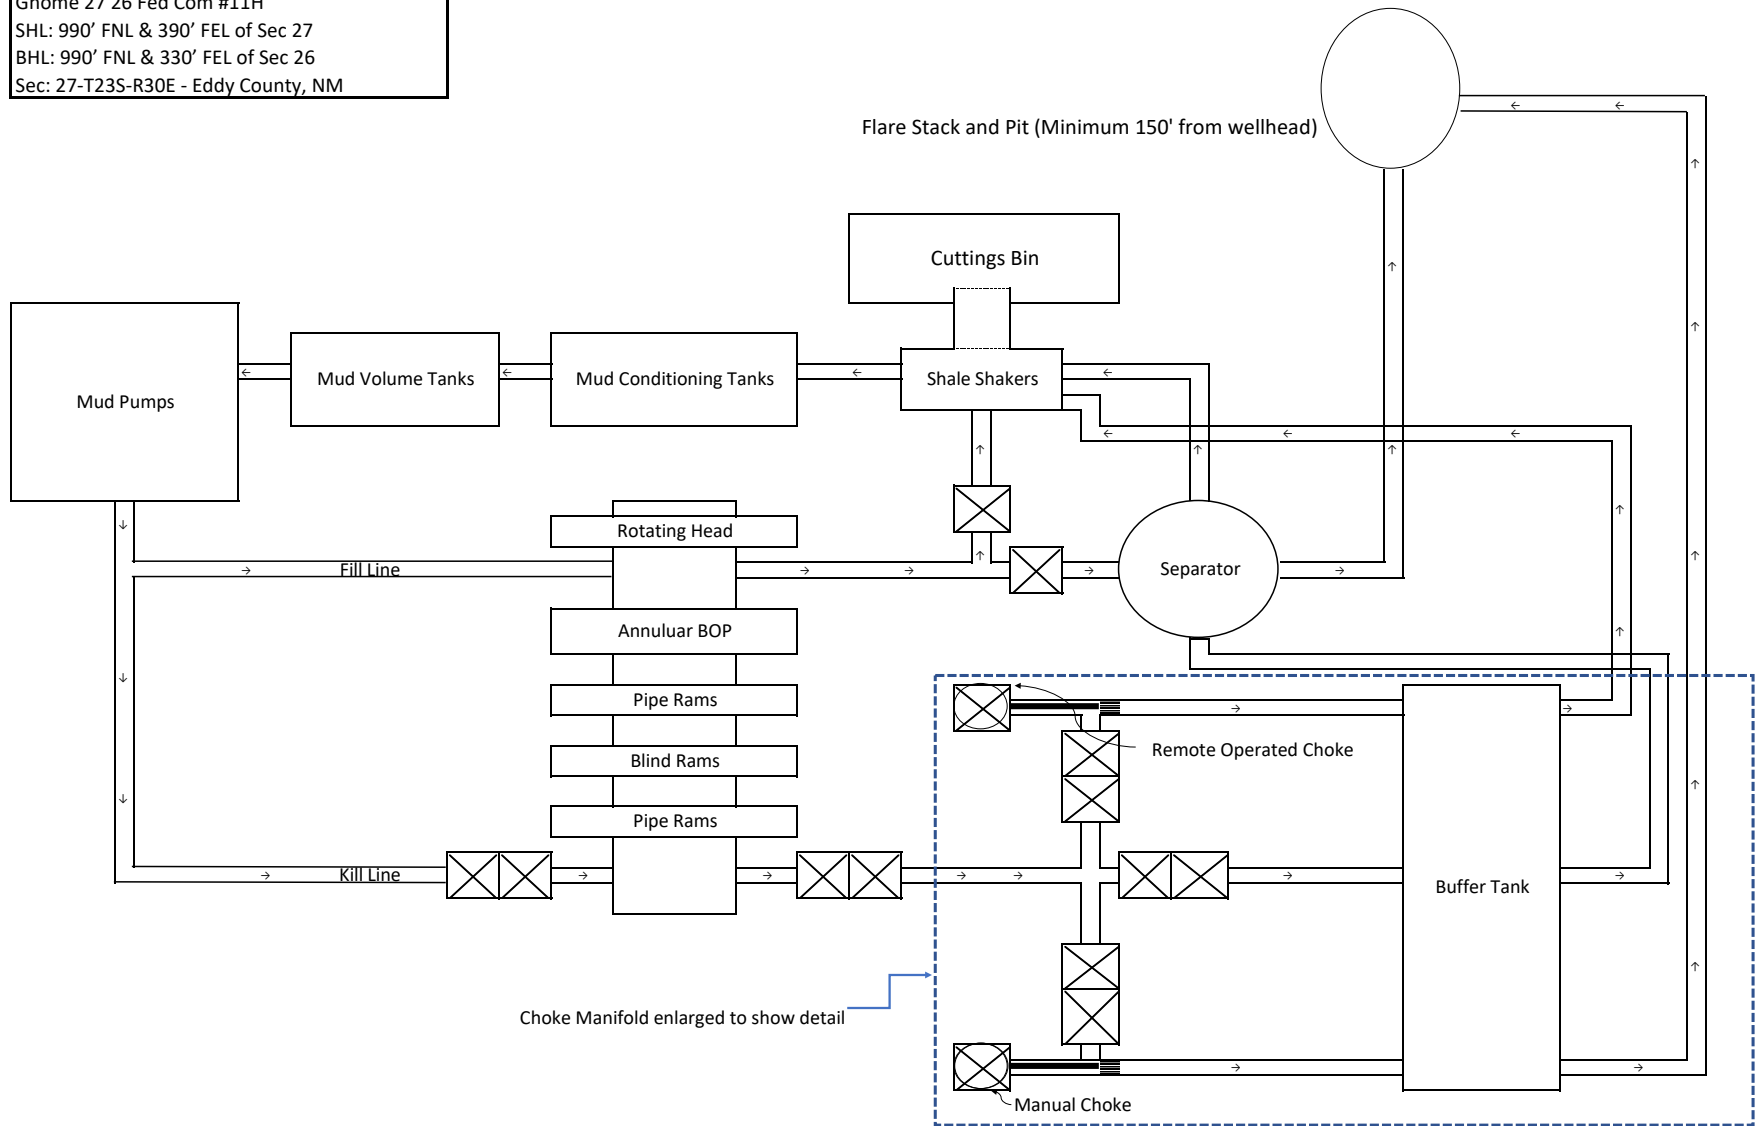 Gnome 27 26 Fed Com #11H
SHL: 990’ FNL & 390’ FEL of Sec 27
BHL: 990’ FNL & 330’ FEL of Sec 26
Sec: 27-T23S-R30E - Eddy County, NM
Flare Stack and Pit (Minimum 150' from wellhead)
Cuttings Bin
Mud Pumps
Mud Volume Tanks
Mud Conditioning Tanks
Shale Shakers
Rotating Head
Fill Line
Separator
Annuluar BOP
Pipe Rams
Remote Operated Choke
Blind Rams
Pipe Rams
Kill Line
Buffer Tank
Choke Manifold enlarged to show detail
Manual Choke